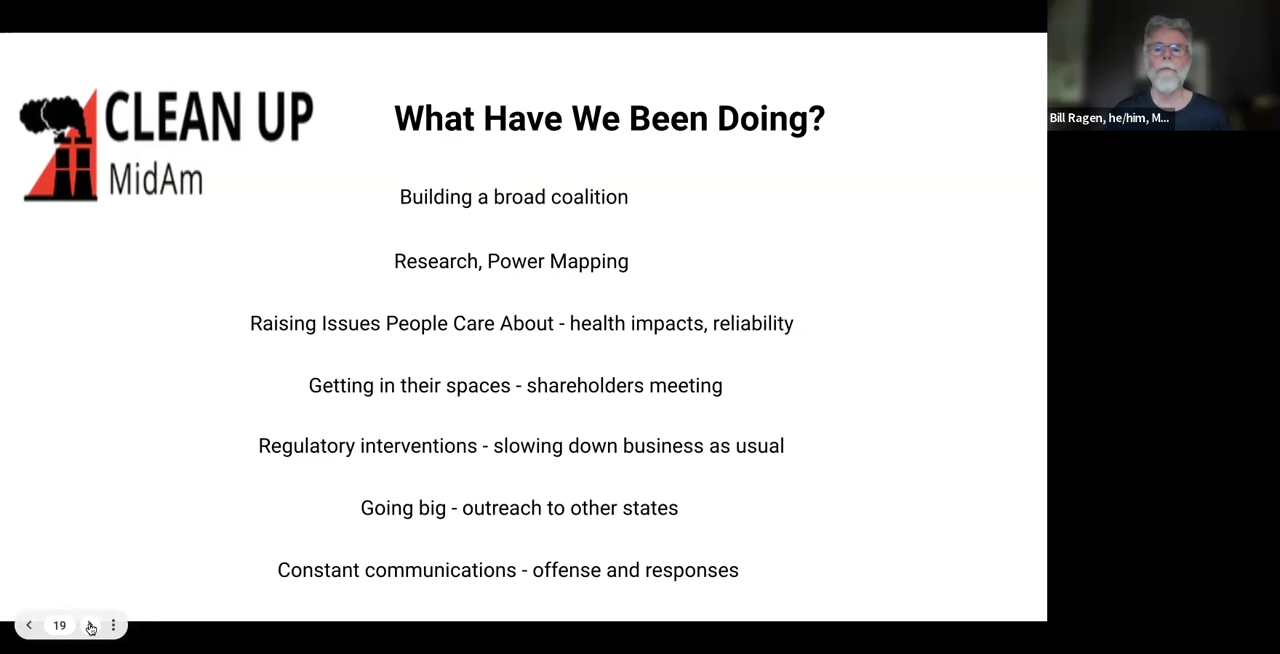 CLEAN UP
MidAm
What Have We Been Doing?
Building a broad coalition
Research, Power Mapping
Raising Issues People Care About - health impacts, reliability
Getting in their spaces - shareholders meeting
Regulatory interventions - slowing down business as usual
Going big - outreach to other states
Constant communications - offense and responses
19
Bill Ragen, he/him, M...